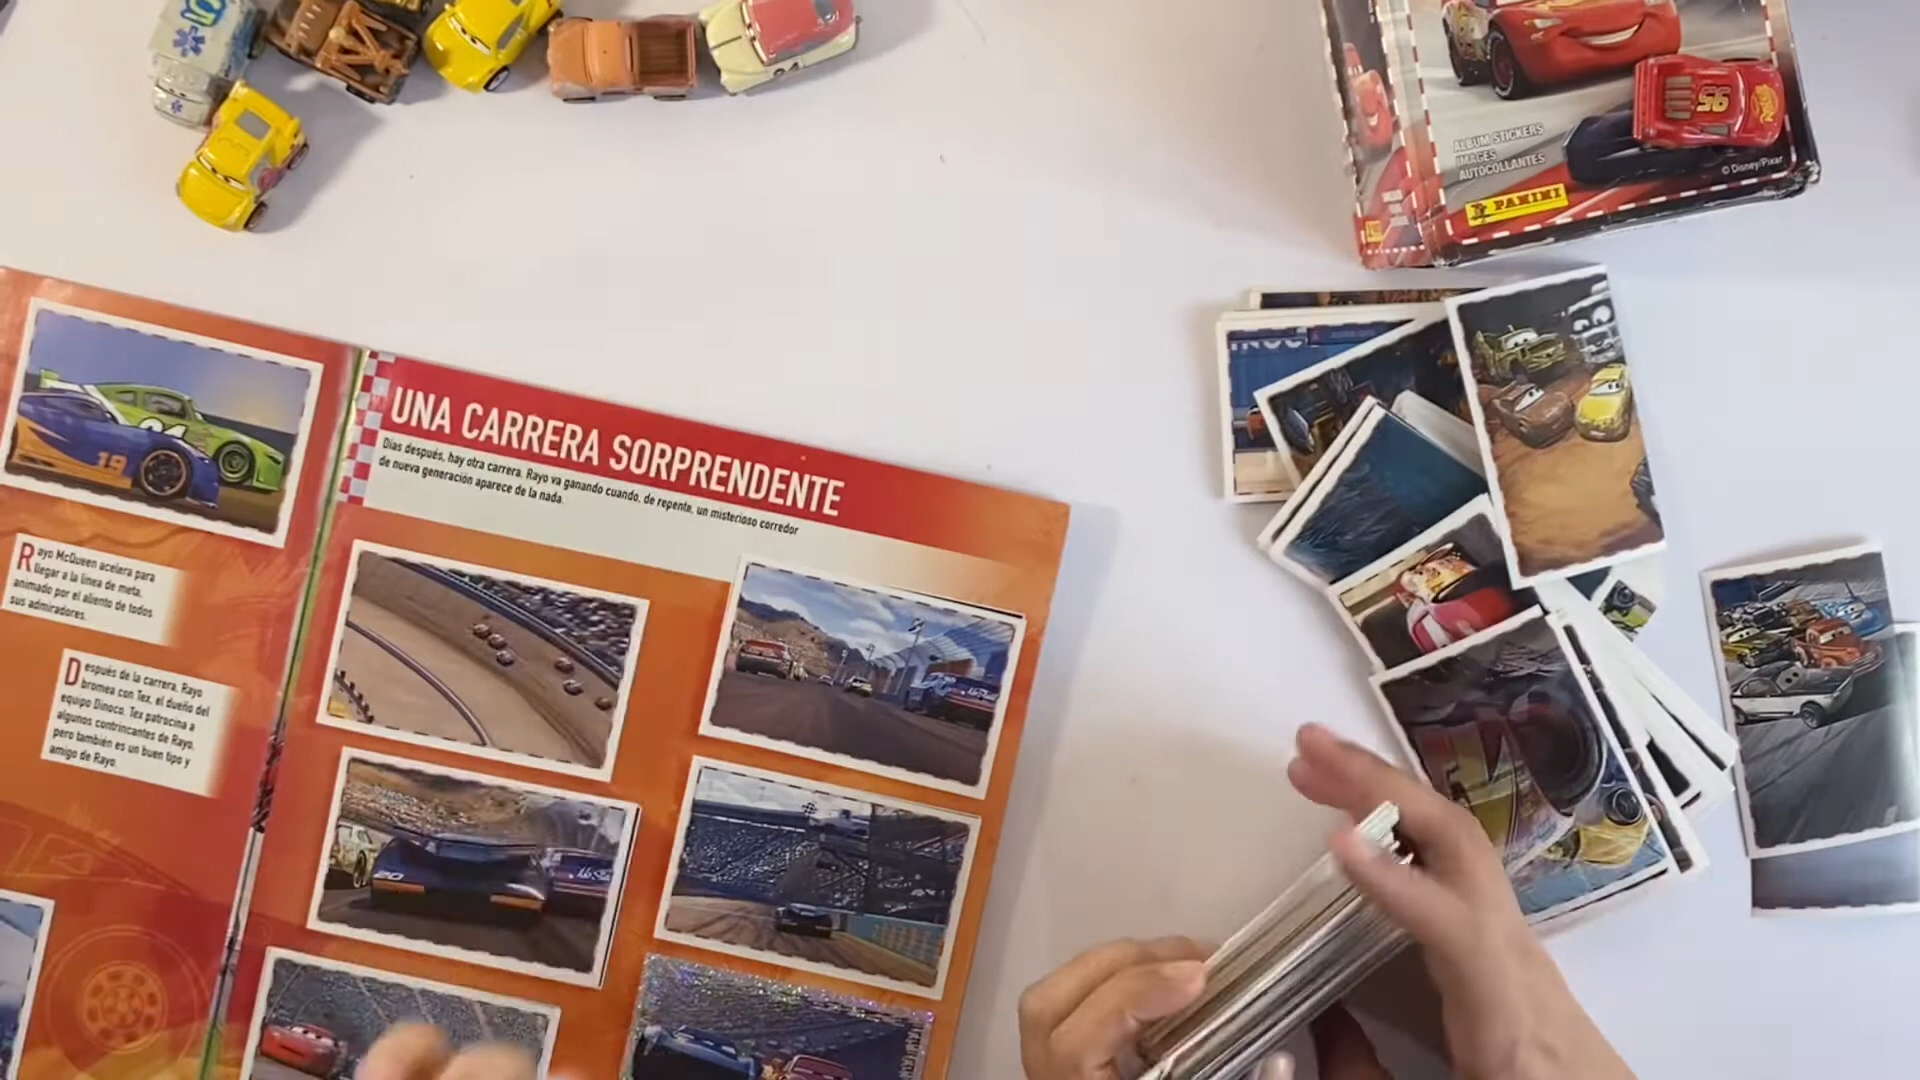 95
ALBUM STICKERS
IMAGES
AUTOCOLLANTES
© Disney/Pixar
PANINI
UNA CARRERA SORPRENDENTE
Días después, hay otra carrera. Rayo va ganando cuando, de repente, un misterioso corredor
de nueva generación aparece de la nada.
19
24
Rayo McQueen acelera para
llegar a la línea de meta,
animado por el aliento de todos
sus admiradores.
Después de la carrera, Rayo
bromea con Tex, el dueño del
equipo Dinoco. Tex patrocina a
algunos contrincantes de Rayo,
pero también es un buen tipo y
amigo de Rayo.
20